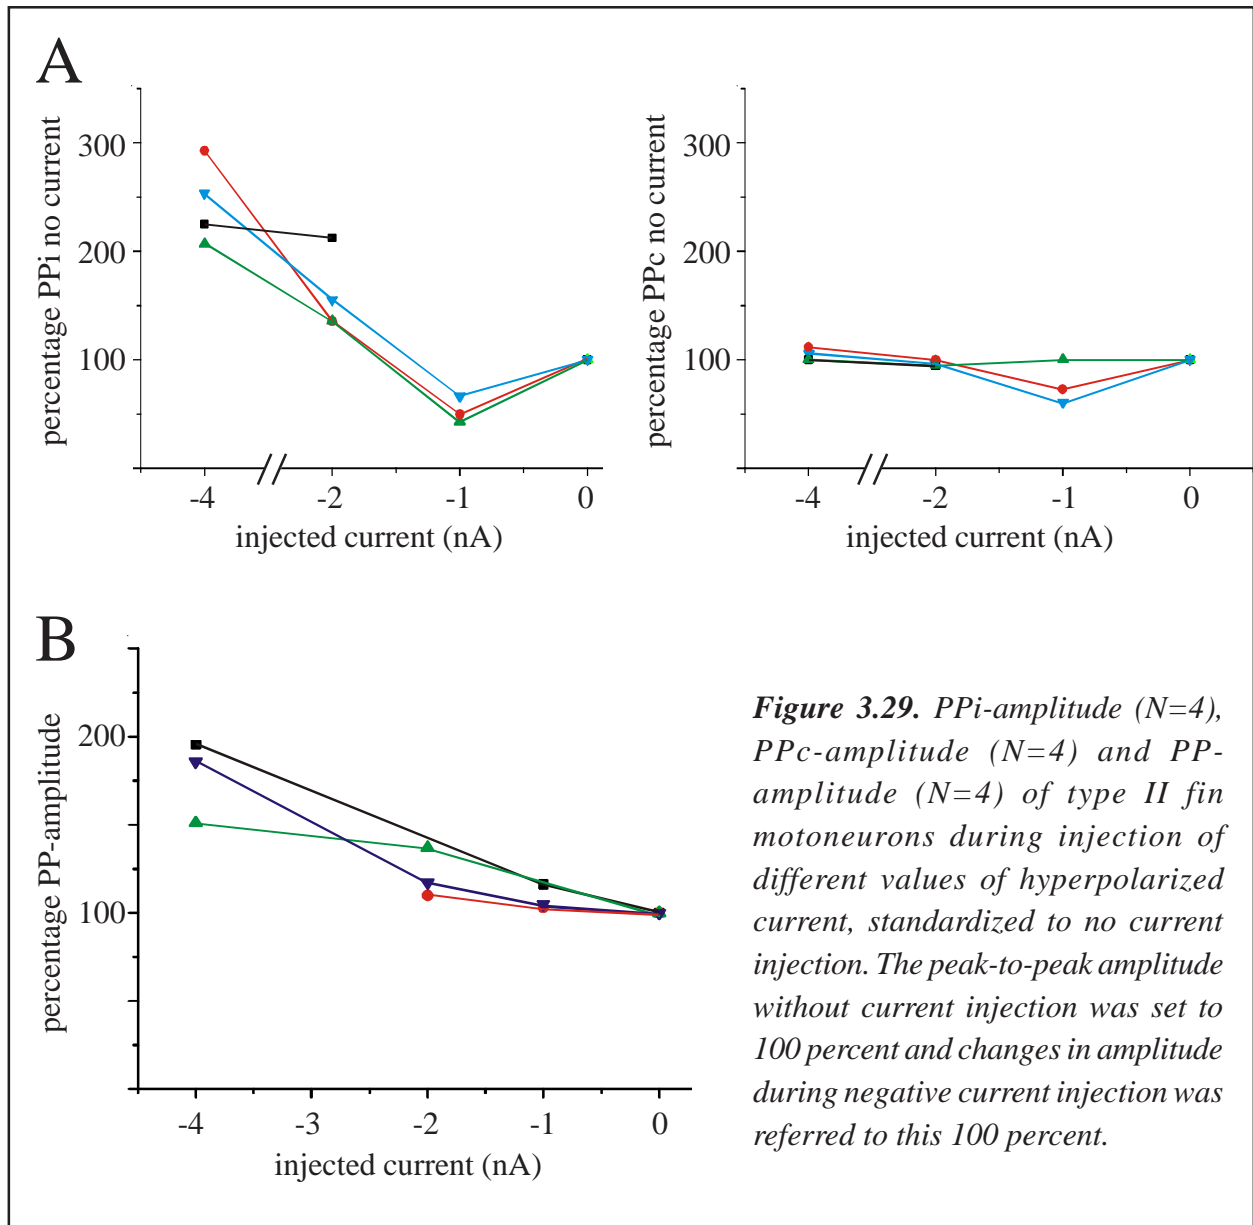 A
percentage PPi no current
300
200
100
-4
-2
-1
0
injected current (nA)
percentage PPc no current
300
200
100
-4
-2
-1
0
injected current (nA)
B
percentage PP-amplitude
200
100
-4
-3
-2
-1
0
injected current (nA)
Figure 3.29. PPi-amplitude (N=4),
PPc-amplitude (N=4) and PP-
amplitude (N=4) of type II fin
motoneurons during injection of
different values of hyperpolarized
current, standardized to no current
injection. The peak-to-peak amplitude
without current injection was set to
100 percent and changes in amplitude
during negative current injection was
referred to this 100 percent.